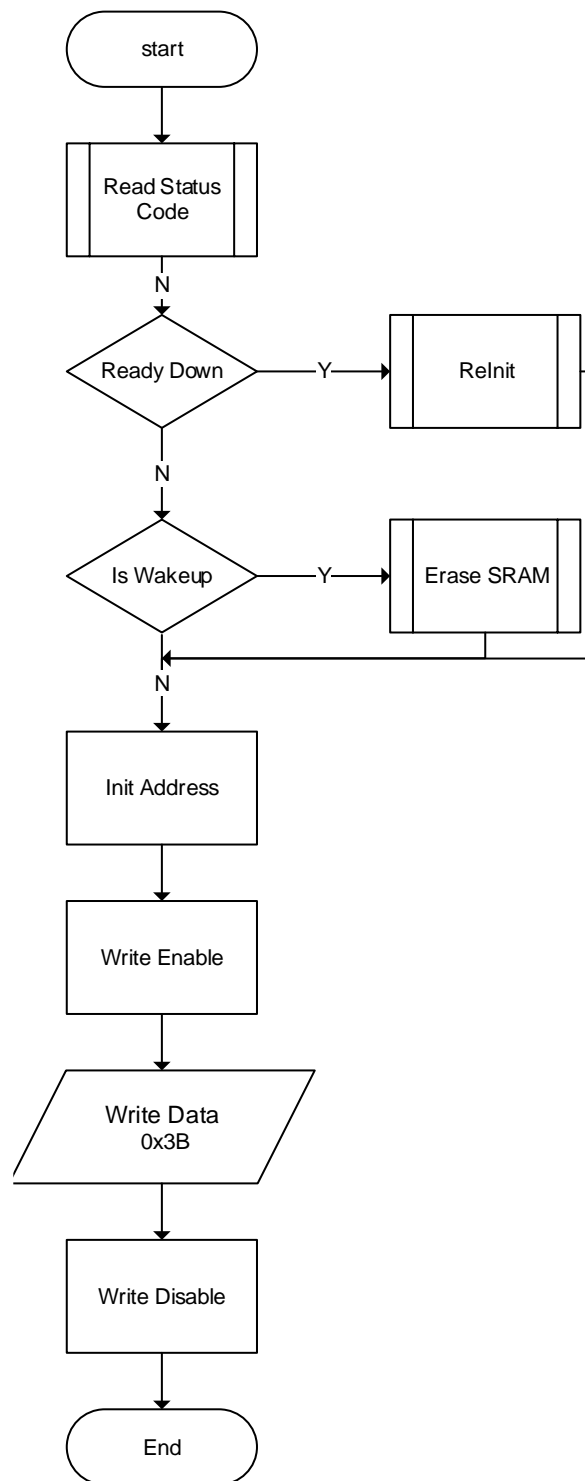 start
Read Status
Code
N
Ready Down
Y
ReInit
N
Is Wakeup
Y
Erase SRAM
N
Init Address
Write Enable
Write Data
0x3B
Write Disable
End